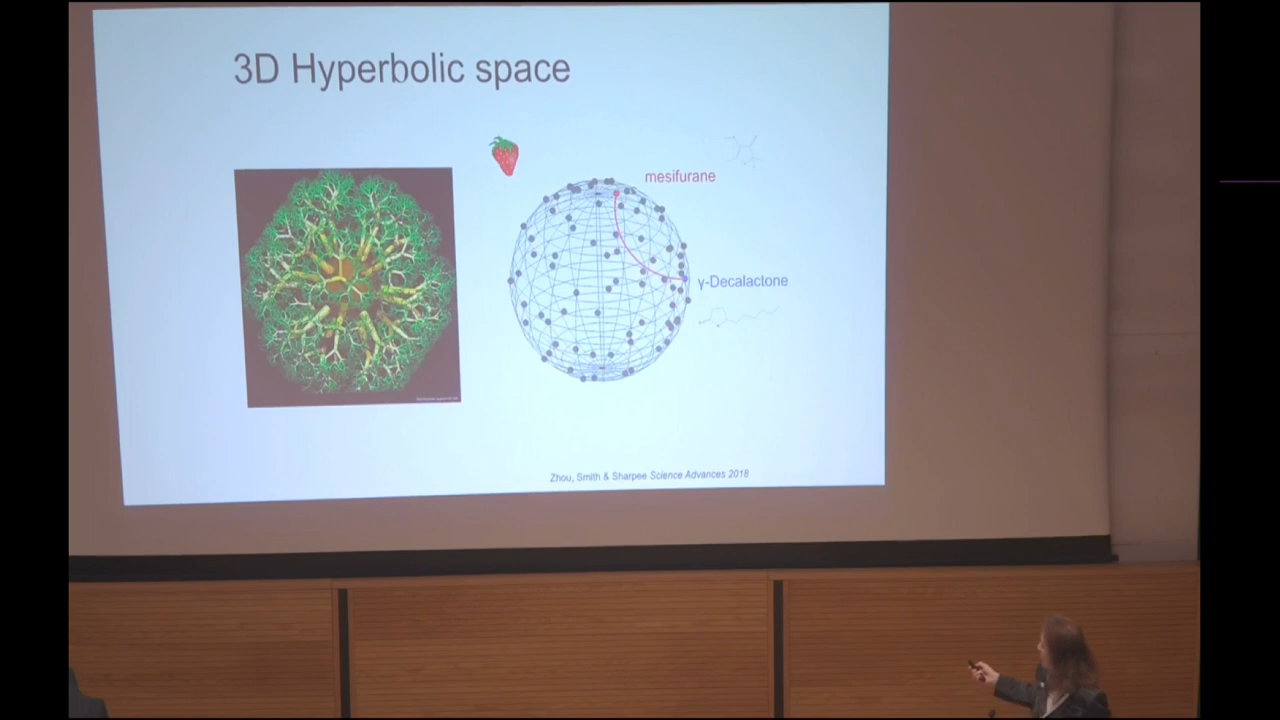 3D Hyperbolic space
mesifurane
γ-Decalactone
Zhou, Smith & Sharpee Science Advances 2018